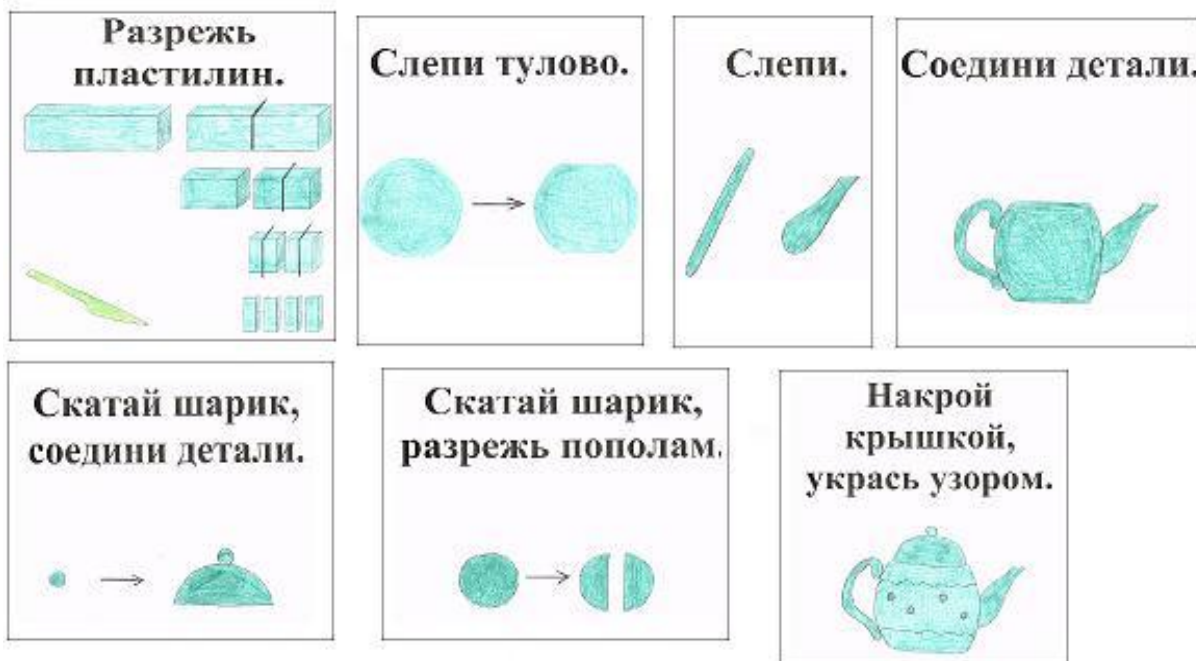 Разрежь
пластилин.
Слепи тулово.
Слепи.
Соедини детали.
Скатай шарик,
соедини детали.
Скатай шарик,
разрежь пополам.
Накрой
крышкой,
укрась узором.